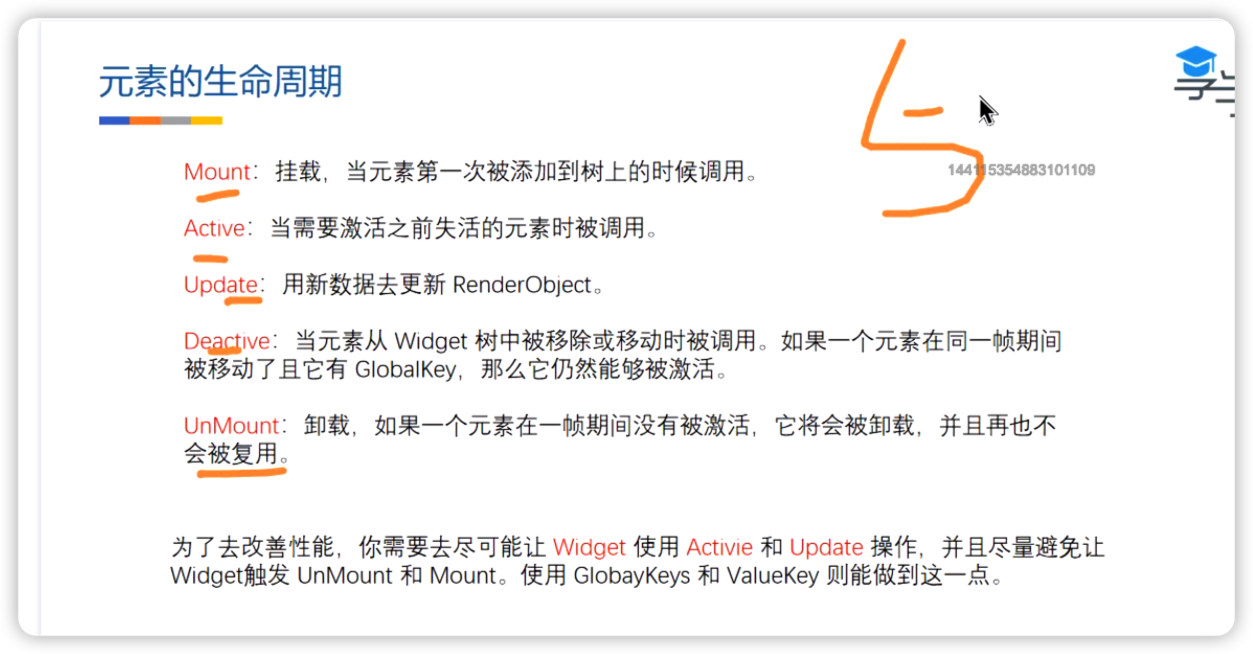 元素的生命周期
5
Mount：挂载，当元素第一次被添加到树上的时候调用。
144115354883101109
Active：当需要激活之前失活的元素时被调用。
Update：用新数据去更新 RenderObject。
Deactive：当元素从 Widget 树中被移除或移动时被调用。如果一个元素在同一帧期间
被移动了且它有 GlobalKey，那么它仍然能够被激活。
UnMount：卸载，如果一个元素在一帧期间没有被激活，它将会被卸载，并且再也不
会被复用。
为了去改善性能，你需要去尽可能让 Widget 使用 Activie 和 Update 操作，并且尽量避免让
Widget触发 UnMount 和 Mount。使用 GlobayKeys 和 ValueKey 则能做到这一点。